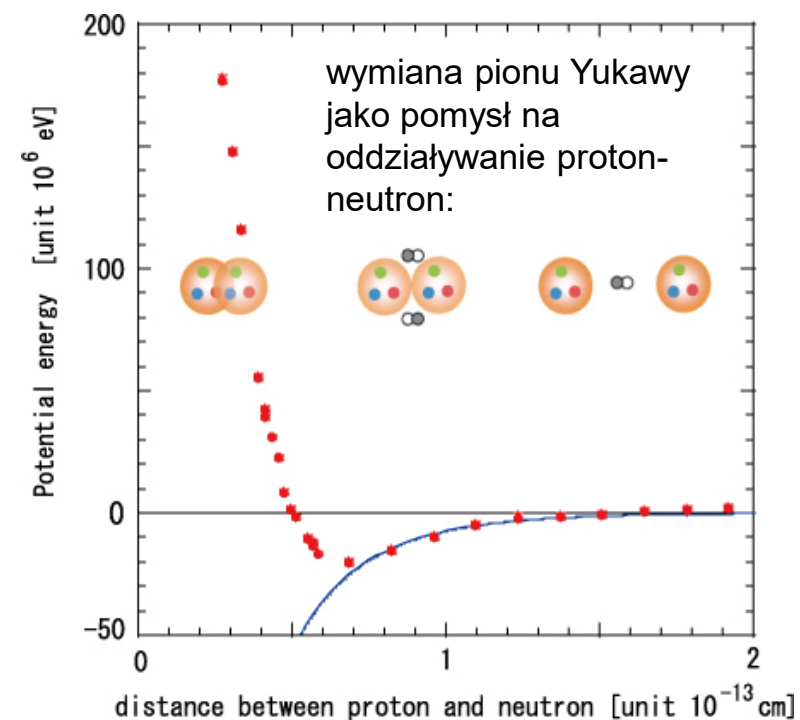 200
wymiana pionu Yukawy
jako pomysł na
oddziaływanie proton-
neutron:
100
0
-50
Potential energy [unit 10⁶ eV]
0
1
2
distance between proton and neutron [unit 10⁻¹³ cm]